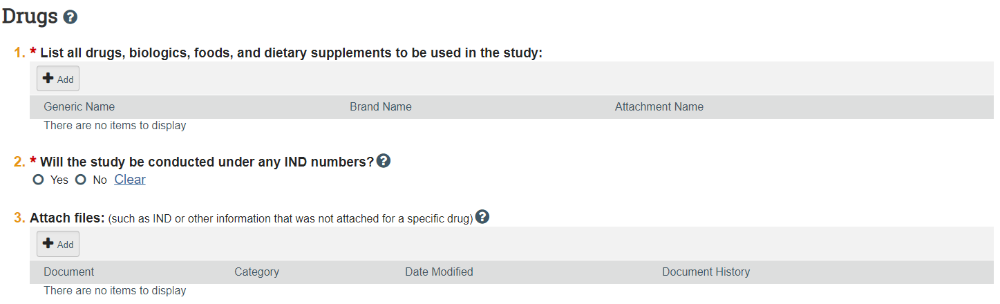 Drugs ?
1. * List all drugs, biologics, foods, and dietary supplements to be used in the study:
+ Add
Generic Name Brand Name Attachment Name
There are no items to display
2. * Will the study be conducted under any IND numbers? ?
Yes No Clear
3. Attach files: (such as IND or other information that was not attached for a specific drug) ?
+ Add
Document Category Date Modified Document History
There are no items to display